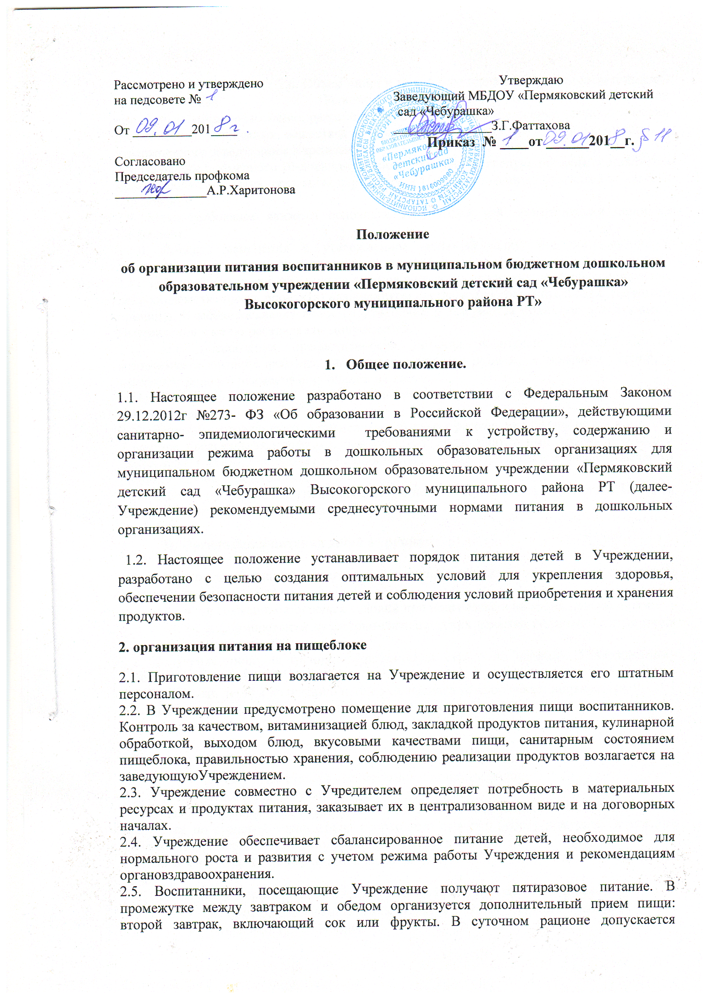 Рассмотрено и утверждено
на педсовете № 1
От 09.01 2018 г.
Согласовано
Председатель профкома
А.Р.Харитонова
Утверждаю
Заведующий МБДОУ «Пермяковский детский
сад «Чебурашка»
З.Г.Фаттахова
Приказ № 1 от 09.01 2018 г. § 11
«Пермяковский
детский сад
«Чебурашка»
Положение
об организации питания воспитанников в муниципальном бюджетном дошкольном
образовательном учреждении «Пермяковский детский сад «Чебурашка»
Высокогорского муниципального района РТ»
1. Общее положение.
1.1. Настоящее положение разработано в соответствии с Федеральным Законом
29.12.2012г №273- ФЗ «Об образовании в Российской Федерации», действующими
санитарно- эпидемиологическими требованиями к устройству, содержанию и
организации режима работы в дошкольных образовательных организациях для
муниципальном бюджетном дошкольном образовательном учреждении «Пермяковский
детский сад «Чебурашка» Высокогорского муниципального района РТ (далее-
Учреждение) рекомендуемыми среднесуточными нормами питания в дошкольных
организациях.
1.2. Настоящее положение устанавливает порядок питания детей в Учреждении,
разработано с целью создания оптимальных условий для укрепления здоровья,
обеспечении безопасности питания детей и соблюдения условий приобретения и хранения
продуктов.
2. организация питания на пищеблоке
2.1. Приготовление пищи возлагается на Учреждение и осуществляется его штатным
персоналом.
2.2. В Учреждении предусмотрено помещение для приготовления пищи воспитанников.
Контроль за качеством, витаминизацией блюд, закладкой продуктов питания, кулинарной
обработкой, выходом блюд, вкусовыми качествами пищи, санитарным состоянием
пищеблока, правильностью хранения, соблюдению реализации продуктов возлагается на
заведующуюУчреждением.
2.3. Учреждение совместно с Учредителем определяет потребность в материальных
ресурсах и продуктах питания, заказывает их в централизованном виде и на договорных
началах.
2.4. Учреждение обеспечивает сбалансированное питание детей, необходимое для
нормального роста и развития с учетом режима работы Учреждения и рекомендациям
органовздравоохранения.
2.5. Воспитанники, посещающие Учреждение получают пятиразовое питание. В
промежутке между завтраком и обедом организуется дополнительный прием пищи:
второй завтрак, включающий сок или фрукты. В суточном рационе допускается